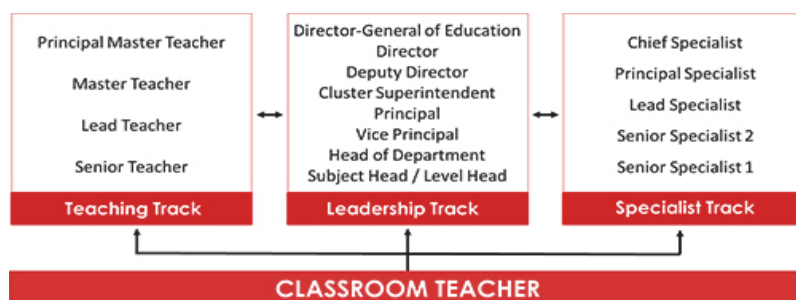 Principal Master Teacher
Master Teacher
Lead Teacher
Senior Teacher
Teaching Track
Director-General of Education
Director
Deputy Director
Cluster Superintendent
Principal
Vice Principal
Head of Department
Subject Head / Level Head
Leadership Track
Chief Specialist
Principal Specialist
Lead Specialist
Senior Specialist 2
Senior Specialist 1
Specialist Track
CLASSROOM TEACHER